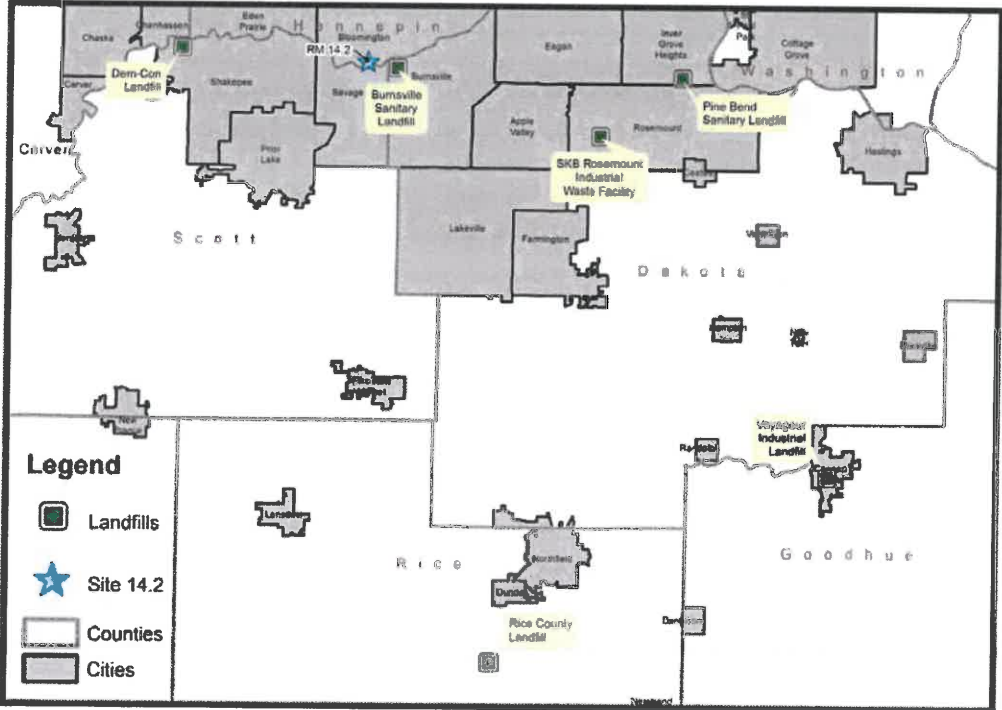 Chanhassen
Eden
Prairie
Hennepin
Chaska
Bloomington
RM 14.2
Eagan
Inver
Grove
Heights
Cottage
Grove
Washington
Carver
Dem-Con
Landfill
Shakopee
Savage
Burnsville
Burnsville
Sanitary
Landfill
Pine Bend
Sanitary Landfill
Apple
Valley
Rosemount
Carver
Prior
Lake
SKB Rosemount
Industrial
Waste Facility
Hastings
Scott
Lakeville
Farmington
Dakota
Hampton
New
Voyageur
Industrial
Landfill
Legend
Landfills
Site 14.2
Counties
Cities
Rice
Northfield
Dundas
Goodhue
Rice County
Landfill